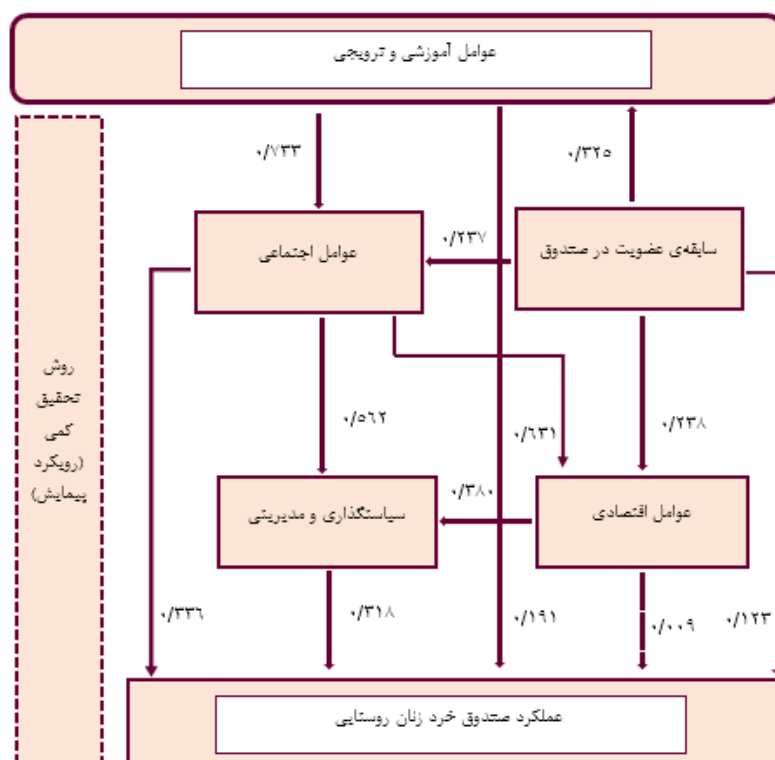 عوامل آموزشی و ترویجی
۰/۷۳۳
۰/۳۲۵
سابقه‌ی عضویت در صندوق
۰/۲۳۷
عوامل اجتماعی
روش
تحقیق
کمی
(رویکرد
پیمایش)
۰/۵۶۲
۰/۶۳۱
۰/۲۳۸
عوامل اقتصادی
۰/۳۸۰
سیاستگذاری و مدیریتی
۰/۱۲۳
۰/۰۰۹
۰/۱۹۱
۰/۳۱۸
۰/۳۳۶
عملکرد صندوق خرد زنان روستایی